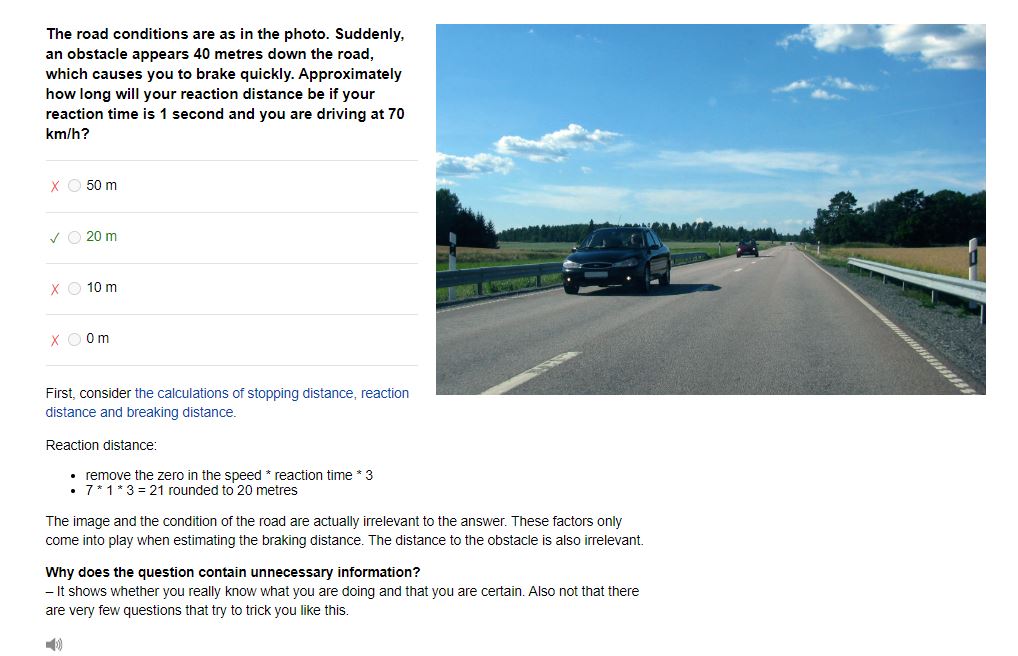 The road conditions are as in the photo. Suddenly,
an obstacle appears 40 metres down the road,
which causes you to brake quickly. Approximately
how long will your reaction distance be if your
reaction time is 1 second and you are driving at 70
km/h?
X 50 m
✓ 20 m
X 10 m
X 0 m
First, consider the calculations of stopping distance, reaction
distance and breaking distance.
Reaction distance:
• remove the zero in the speed * reaction time * 3
• 7 * 1 * 3 = 21 rounded to 20 metres
The image and the condition of the road are actually irrelevant to the answer. These factors only
come into play when estimating the braking distance. The distance to the obstacle is also irrelevant.
Why does the question contain unnecessary information?
– It shows whether you really know what you are doing and that you are certain. Also not that there
are very few questions that try to trick you like this.